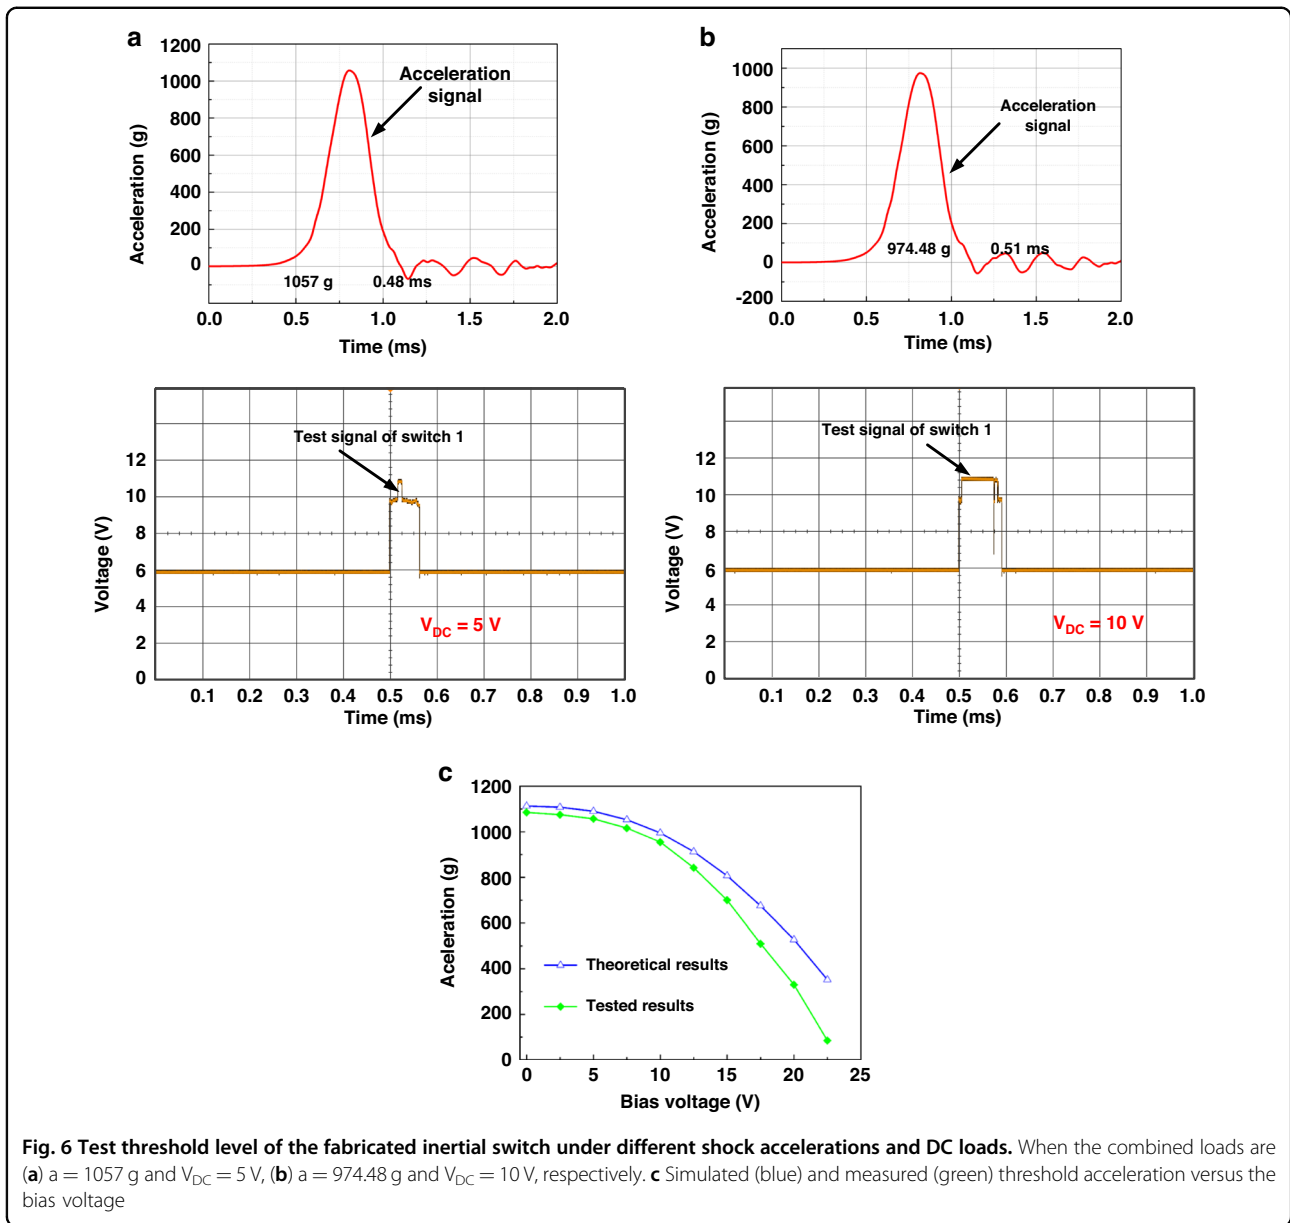 a
1200
1000
800
600
400
200
0
Acceleration (g)
Acceleration
signal
1057 g
0.48 ms
0.0 0.5 1.0 1.5 2.0
Time (ms)
b
1000
800
600
400
200
0
-200
Acceleration (g)
Acceleration
signal
974.48 g
0.51 ms
0.0 0.5 1.0 1.5 2.0
Time (ms)
12
10
8
6
4
2
0
Voltage (V)
Test signal of switch 1
V_DC = 5 V
0.1 0.2 0.3 0.4 0.5 0.6 0.7 0.8 0.9 1.0
Time (ms)
12
10
8
6
4
2
0
Voltage (V)
Test signal of switch 1
V_DC = 10 V
0.1 0.2 0.3 0.4 0.5 0.6 0.7 0.8 0.9 1.0
Time (ms)
c
1200
1000
800
600
400
200
0
Aceleration (g)
Theoretical results
Tested results
0 5 10 15 20 25
Bias voltage (V)
Fig. 6 Test threshold level of the fabricated inertial switch under different shock accelerations and DC loads. When the combined loads are
(a) a = 1057 g and V_DC = 5 V, (b) a = 974.48 g and V_DC = 10 V, respectively. c Simulated (blue) and measured (green) threshold acceleration versus the
bias voltage